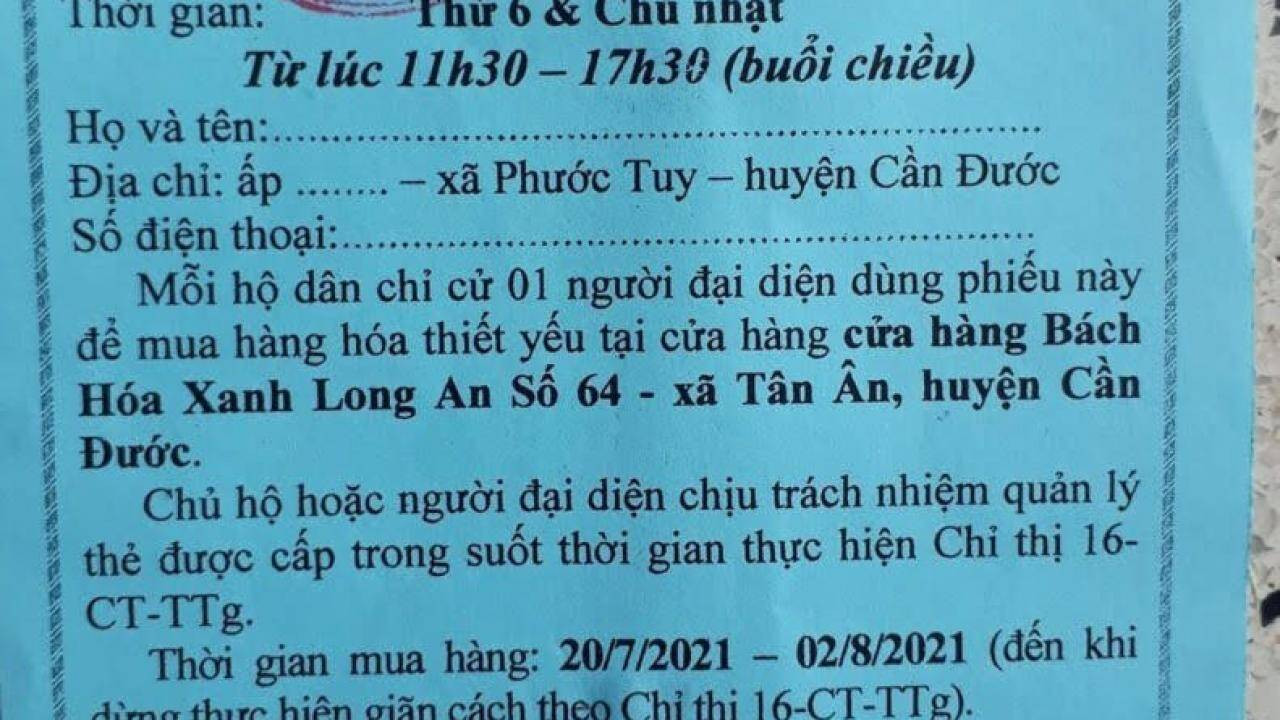 Thời gian: Thứ 6 & Chủ nhật
Từ lúc 11h30 – 17h30 (buổi chiều)
Họ và tên:..........................................................................
Địa chỉ: ấp ........ – xã Phước Tuy – huyện Cần Đước
Số điện thoại:...................................................................
Mỗi hộ dân chỉ cử 01 người đại diện dùng phiếu này
để mua hàng hóa thiết yếu tại cửa hàng cửa hàng Bách
Hóa Xanh Long An Số 64 - xã Tân Ân, huyện Cần
Đước.
Chủ hộ hoặc người đại diện chịu trách nhiệm quản lý
thẻ được cấp trong suốt thời gian thực hiện Chỉ thị 16-
CT-TTg.
Thời gian mua hàng: 20/7/2021 – 02/8/2021 (đến khi
dừng thực hiện giãn cách theo Chỉ thị 16-CT-TTg).